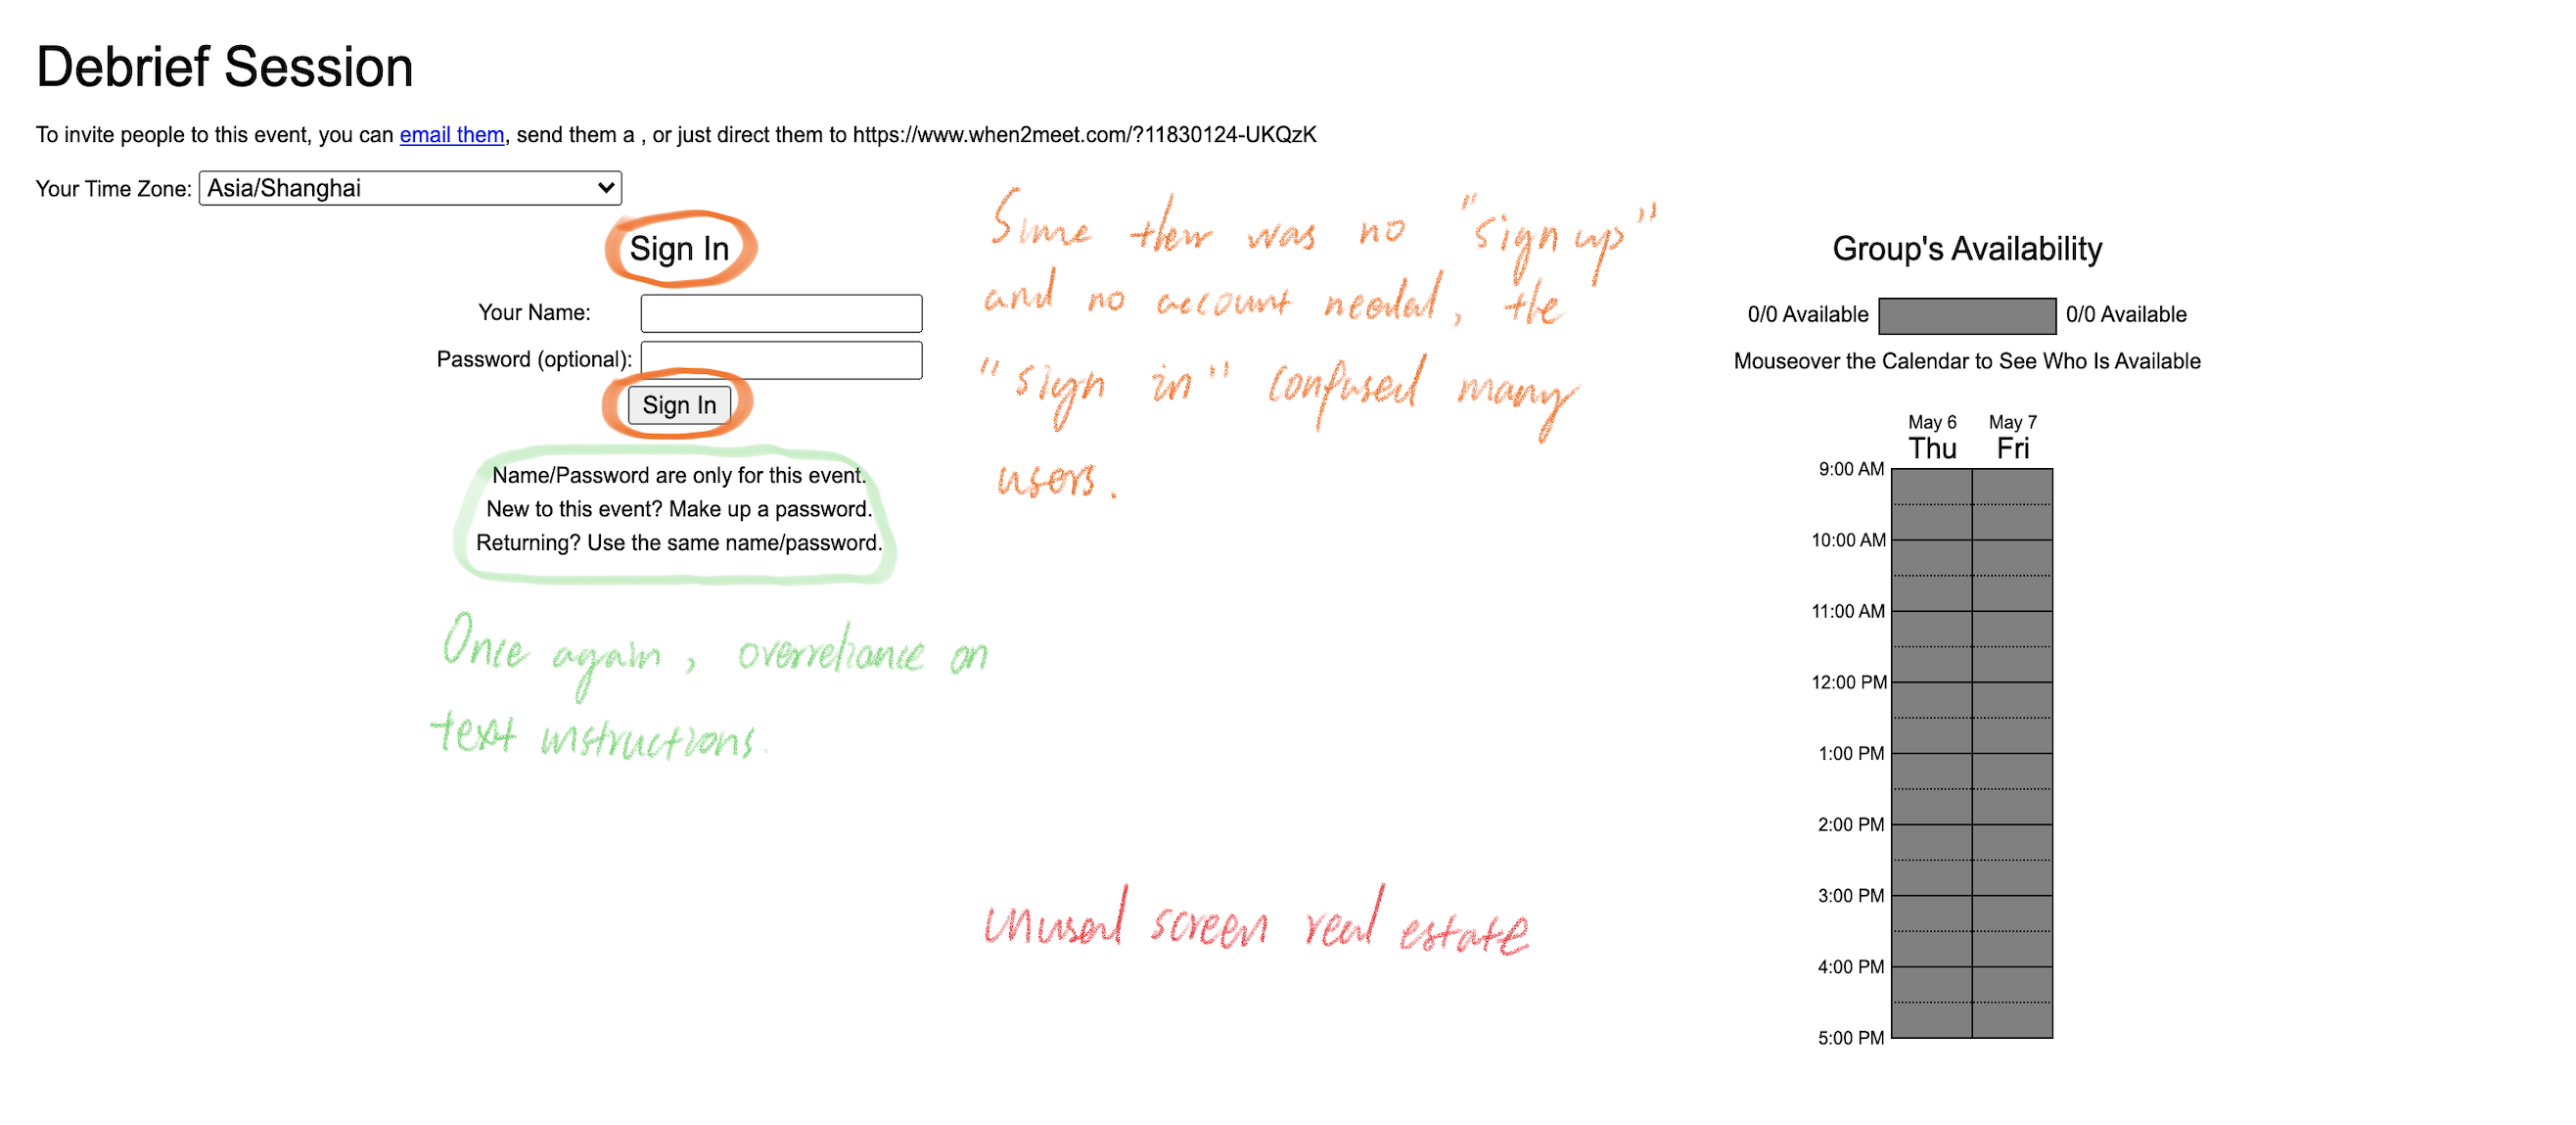 Debrief Session
To invite people to this event, you can email them, send them a , or just direct them to https://www.when2meet.com/?11830124-UKQzK
Your Time Zone: Asia/Shanghai
Sign In
Your Name:
Password (optional):
Sign In
Name/Password are only for this event.
New to this event? Make up a password.
Returning? Use the same name/password.
Since there was no "sign up"
and no account needed, the
"sign in" confused many
users.
Once again, overreliance on
text instructions.
unused screen real estate
Group's Availability
0/0 Available 0/0 Available
Mouseover the Calendar to See Who Is Available
May 6 May 7
Thu Fri
9:00 AM
10:00 AM
11:00 AM
12:00 PM
1:00 PM
2:00 PM
3:00 PM
4:00 PM
5:00 PM